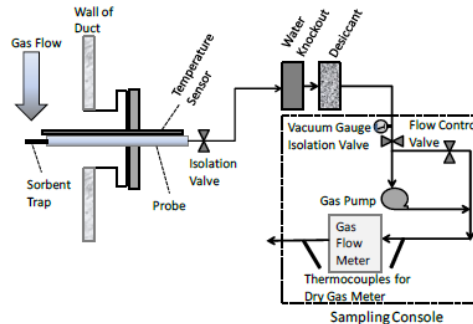 Wall of
Duct
Gas Flow
Temperature
Sensor
Water
Knockout
Desiccant
Vacuum Gauge
Isolation Valve
Flow Control
Valve
Isolation
Valve
Sorbent
Trap
Probe
Gas Pump
Gas
Flow
Meter
Thermocouples for
Dry Gas Meter
Sampling Console